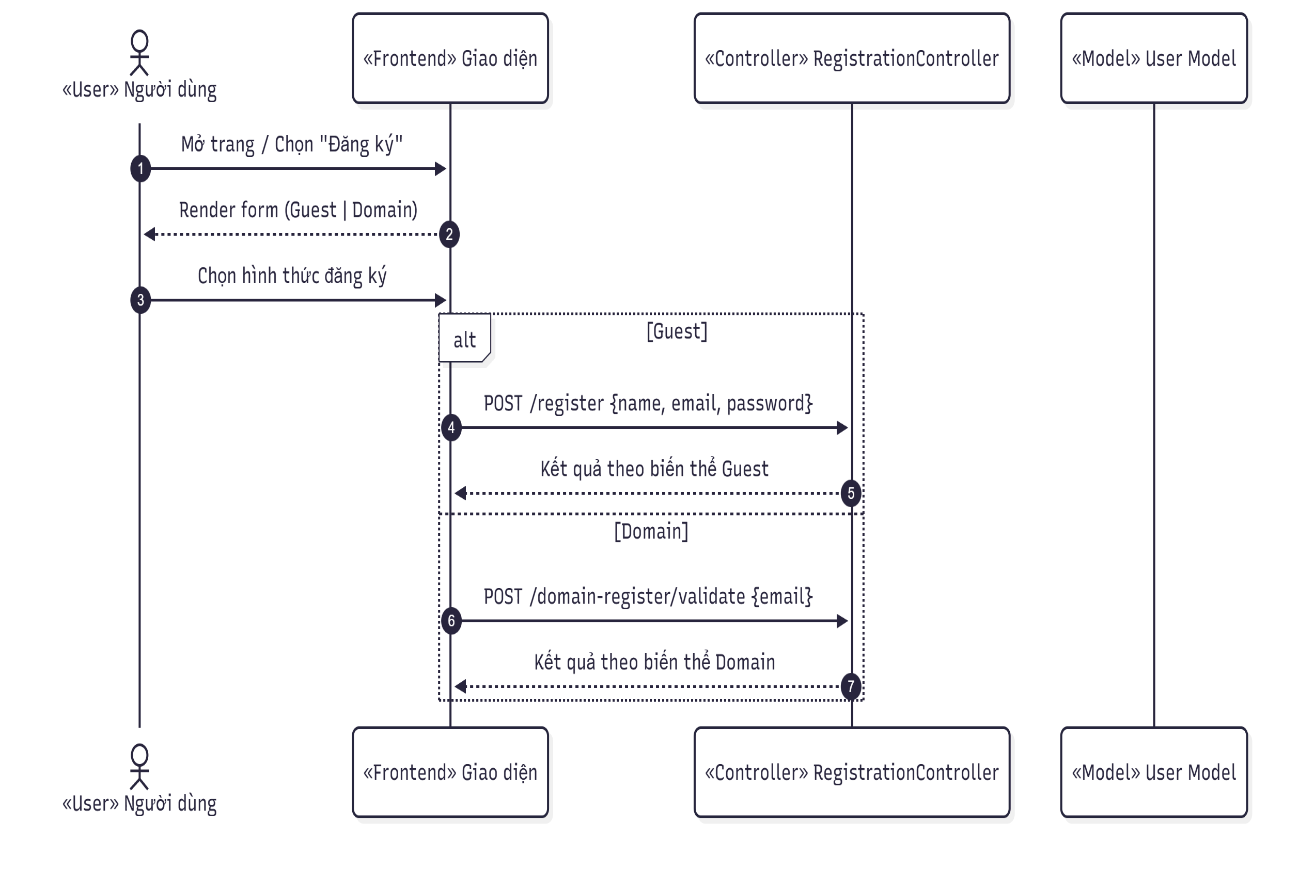 «User» Người dùng
«Frontend» Giao diện
«Controller» RegistrationController
«Model» User Model
Mở trang / Chọn "Đăng ký"
1
Render form (Guest | Domain)
2
Chọn hình thức đăng ký
3
alt
[Guest]
POST /register {name, email, password}
4
Kết quả theo biến thể Guest
5
[Domain]
POST /domain-register/validate {email}
6
Kết quả theo biến thể Domain
7
«User» Người dùng
«Frontend» Giao diện
«Controller» RegistrationController
«Model» User Model